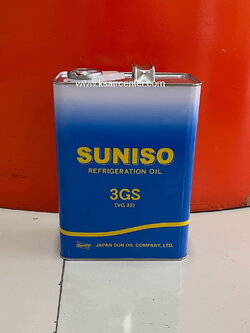 www.ksaircenter.com
SUNISO
REFRIGERATION OIL
3GS
(VG 32)
JAPAN SUN OIL COMPANY, LTD.